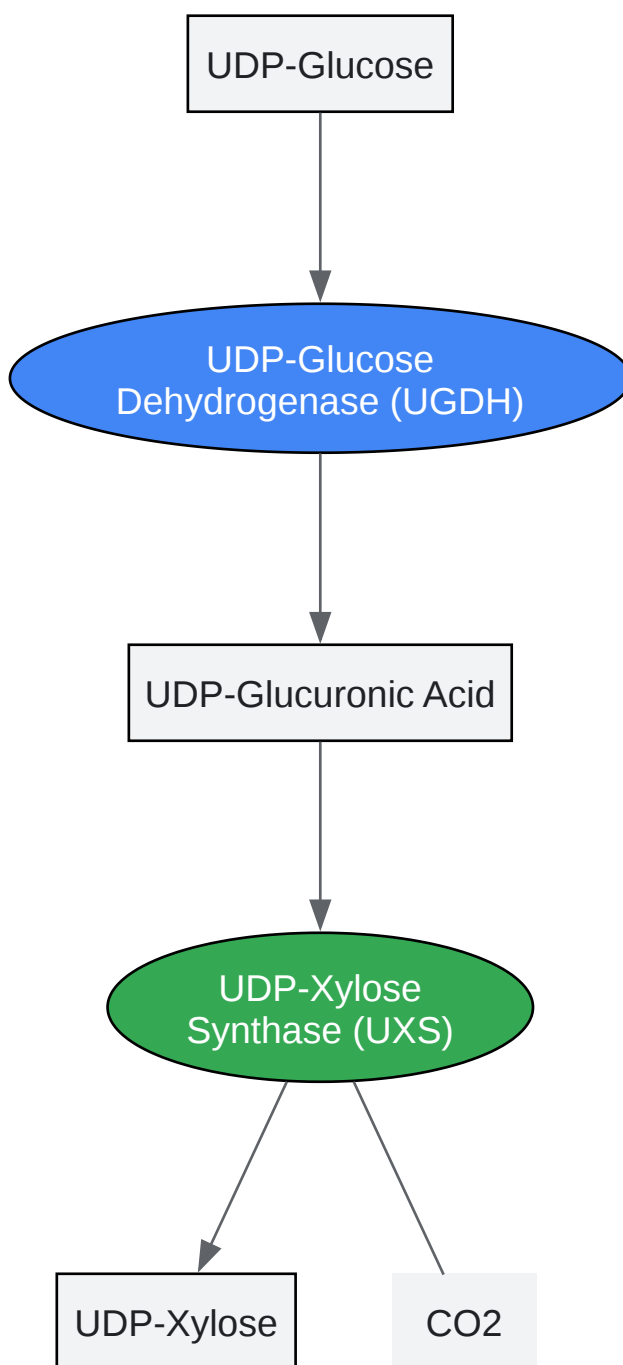 UDP-Glucose
UDP-Glucose
Dehydrogenase (UGDH)
UDP-Glucuronic Acid
UDP-Xylose
Synthase (UXS)
UDP-Xylose
CO2